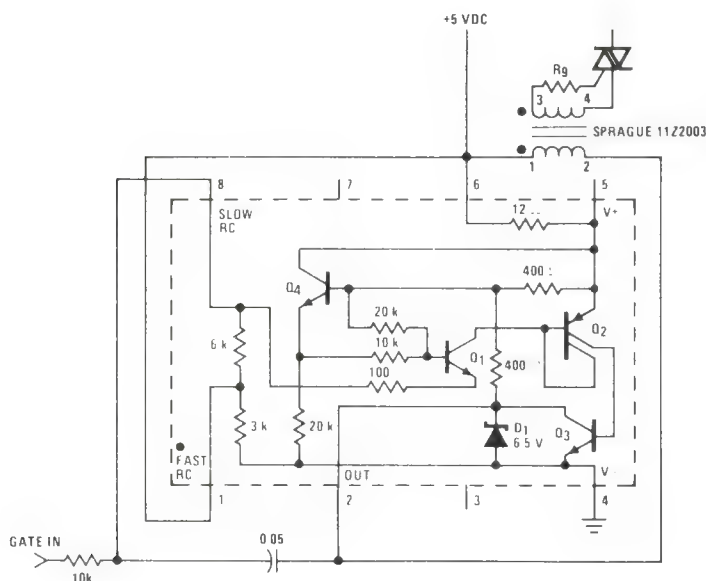 +5 VDC
Rg
3 4
SPRAGUE 11Z2003
1 2
8 7 6 5
SLOW
RC
V+
12 Ω
400 Ω
Q4
Q2
20 k
6 k
10 k
Q1
100
400
3 k
20 k
D1
6 5 V
Q3
FAST
RC
OUT
V
1 2 3 4
GATE IN
0 05
10k